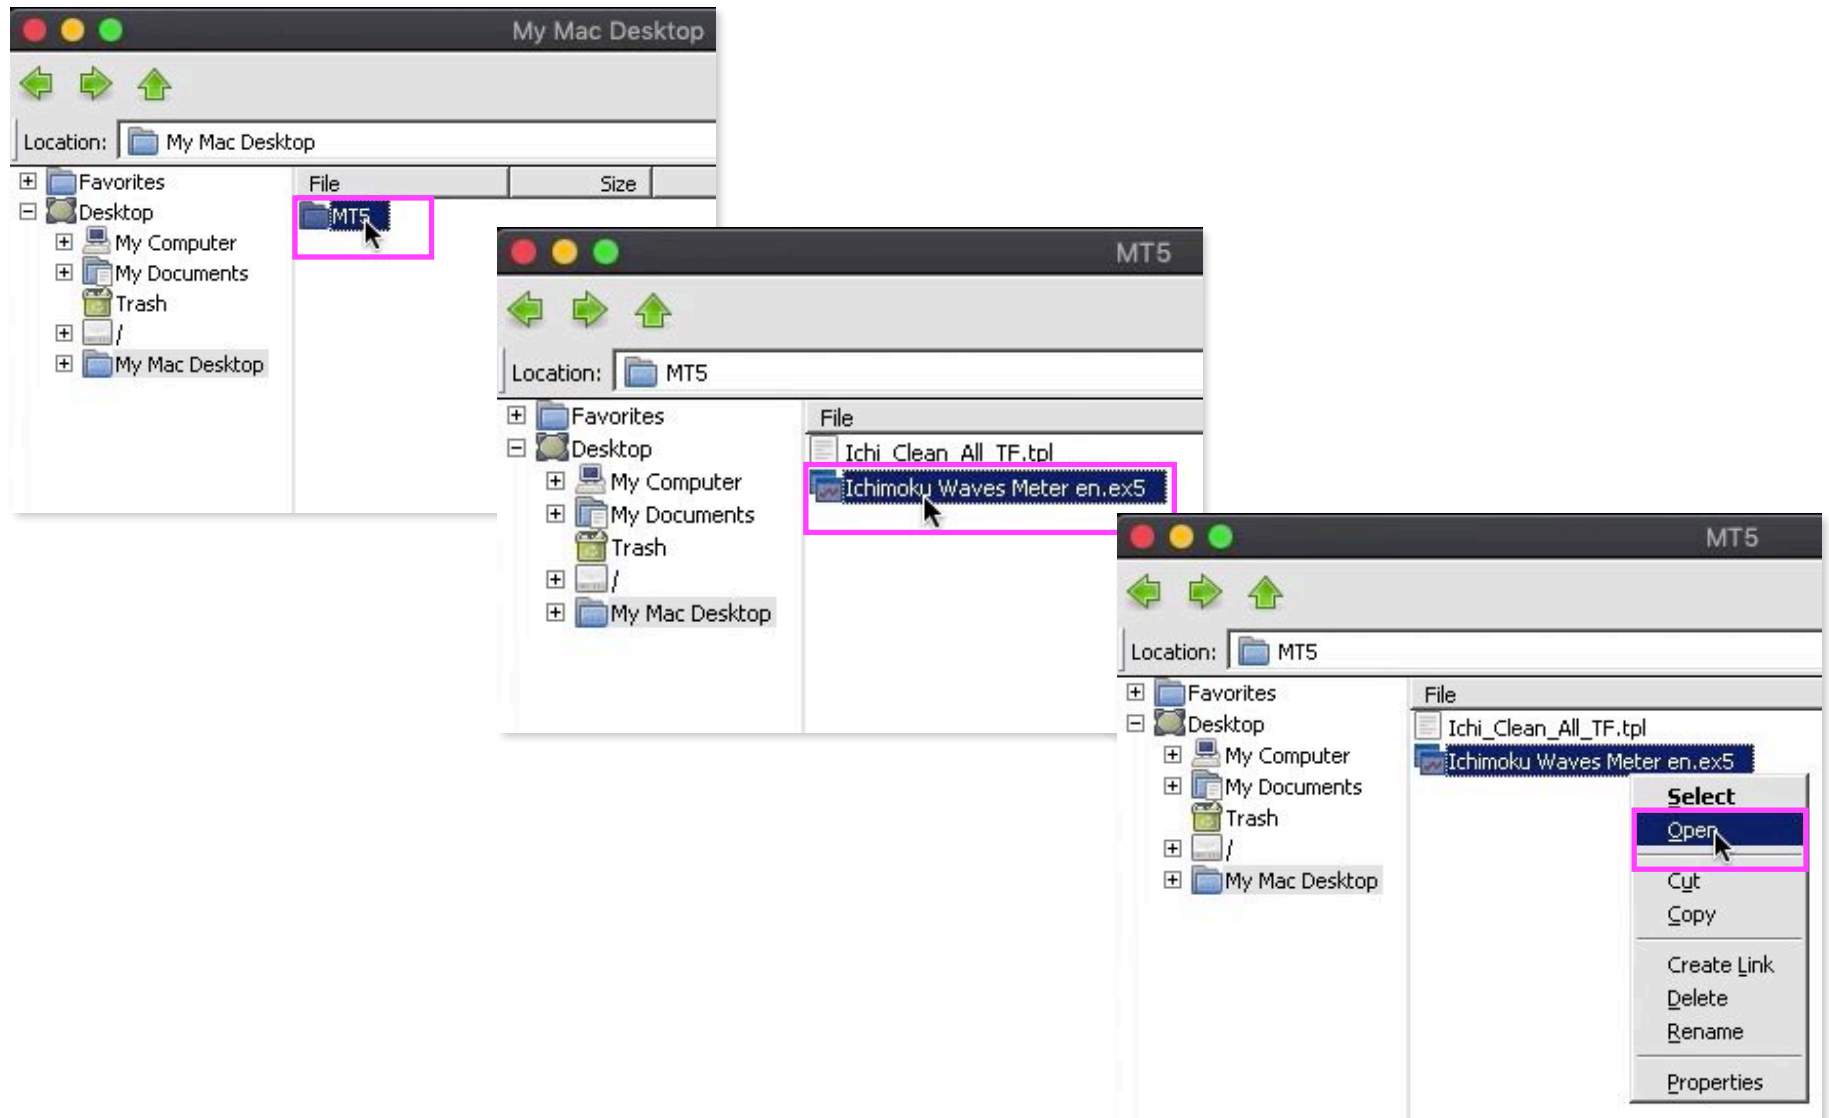 My Mac Desktop
Location: My Mac Desktop
Favorites
Desktop
My Computer
My Documents
Trash
/
My Mac Desktop
File Size
MT5
MT5
Location: MT5
Favorites
Desktop
My Computer
My Documents
Trash
/
My Mac Desktop
File
Ichi_Clean_All_TF.tpl
Ichimoku Waves Meter en.ex5
MT5
Location: MT5
Favorites
Desktop
My Computer
My Documents
Trash
/
My Mac Desktop
File
Ichi_Clean_All_TF.tpl
Ichimoku Waves Meter en.ex5
Select
Open
Cut
Copy
Create Link
Delete
Rename
Properties